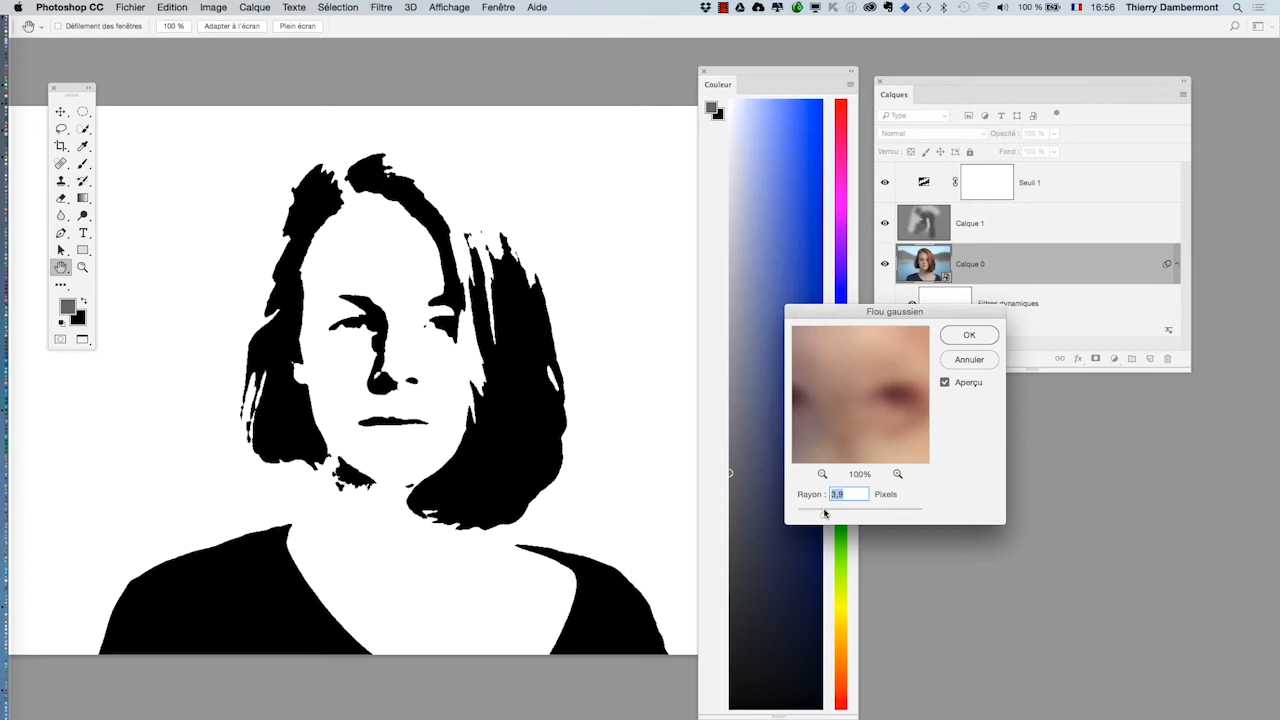 Photoshop CC Fichier Edition Image Calque Texte Sélection Filtre 3D Affichage Fenêtre Aide 100 % 16:56 Thierry Dambermont
Défilement des fenêtres 100 % Adapter à l'écran Plein écran
Couleur
Calques
Type
Normal Opacité : 100 %
Verrou : Fond : 100 %
Seuil 1
Calque 1
Calque 0
Filtres dynamiques
Flou gaussien
OK
Annuler
Aperçu
100%
Rayon : 3,9 Pixels